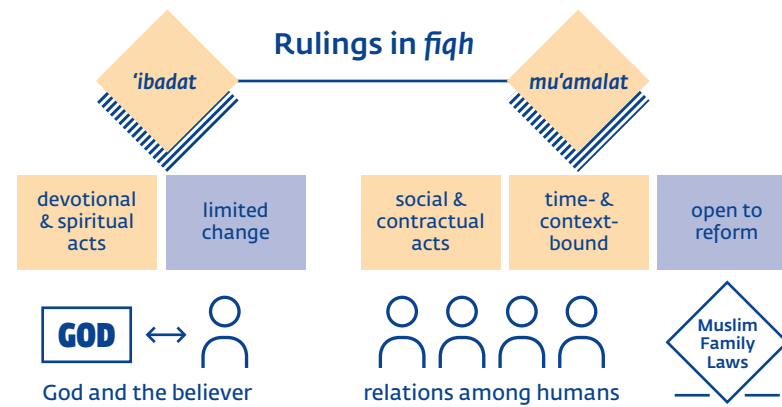 Rulings in fiqh
‘ibadat
mu‘amalat
devotional
& spiritual
acts
limited
change
social &
contractual
acts
time- &
context-
bound
open to
reform
GOD
God and the believer
relations among humans
Muslim
Family
Laws